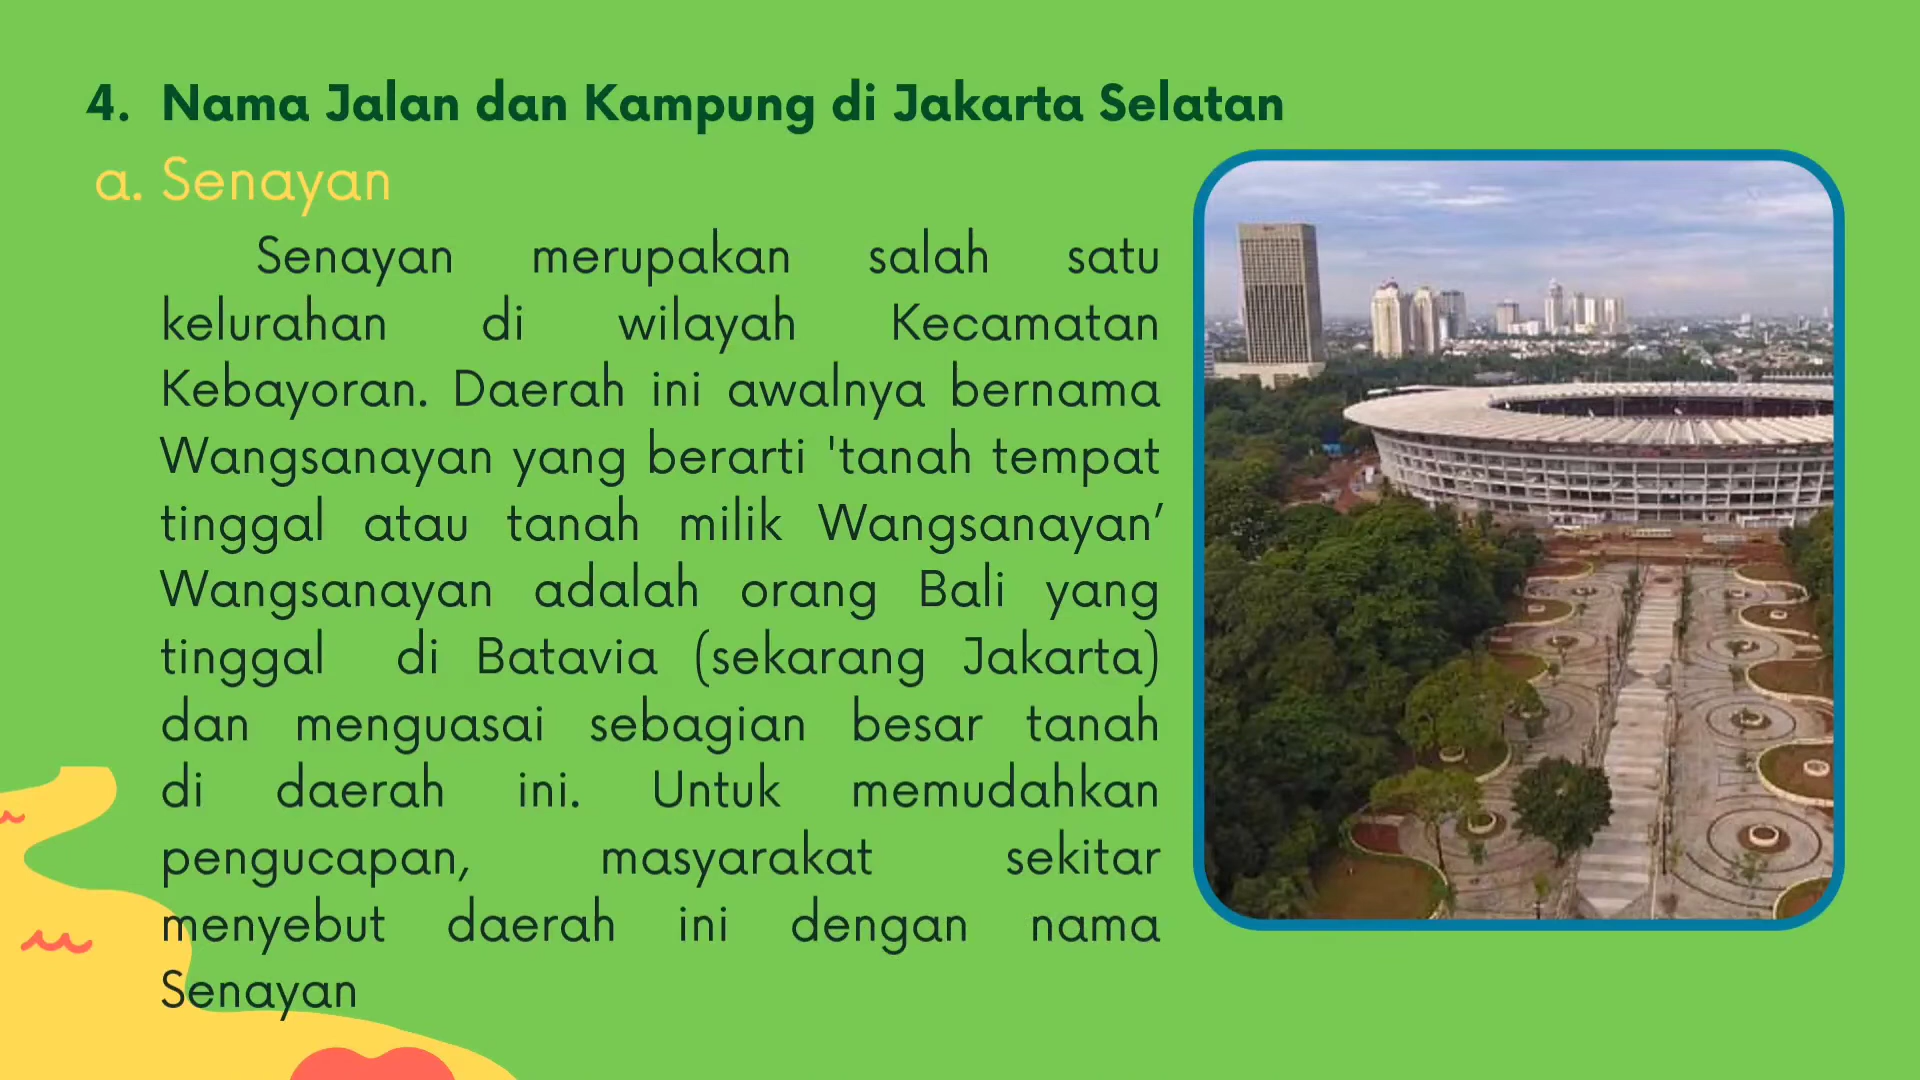 4. Nama Jalan dan Kampung di Jakarta Selatan
a. Senayan
Senayan merupakan salah satu
kelurahan di wilayah Kecamatan
Kebayoran. Daerah ini awalnya bernama
Wangsanayan yang berarti 'tanah tempat
tinggal atau tanah milik Wangsanayan’
Wangsanayan adalah orang Bali yang
tinggal di Batavia (sekarang Jakarta)
dan menguasai sebagian besar tanah
di daerah ini. Untuk memudahkan
pengucapan, masyarakat sekitar
menyebut daerah ini dengan nama
Senayan